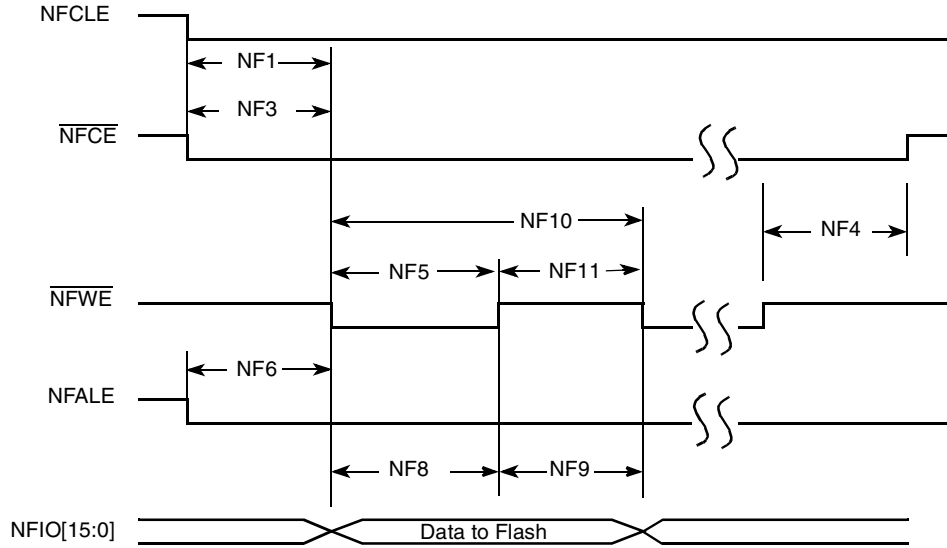 NFCLE
NF1
NF3
NFCE
NF10
NF4
NF5
NF11
NFWE
NF6
NFALE
NF8
NF9
NFIO[15:0]
Data to Flash